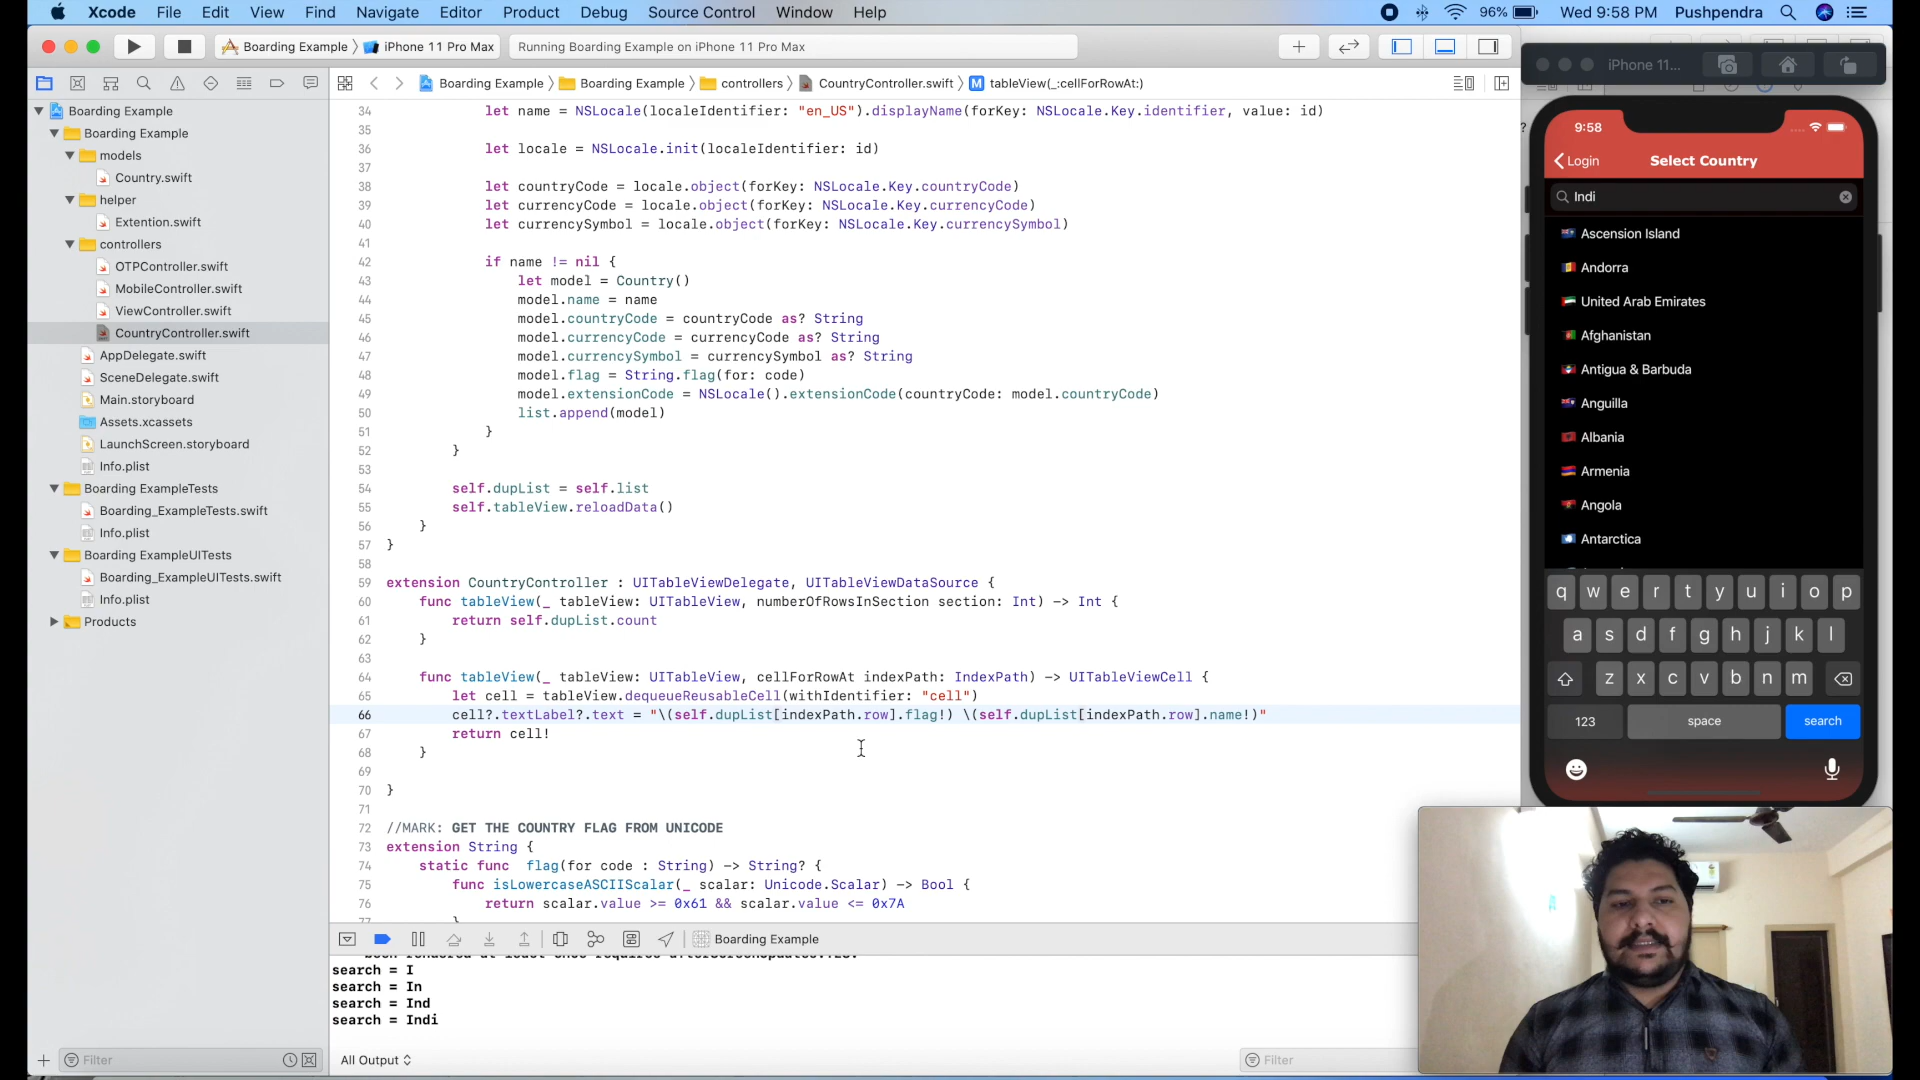 Xcode File Edit View Find Navigate Editor Product Debug Source Control Window Help 96% Wed 9:58 PM Pushpendra
Boarding Example iPhone 11 Pro Max Running Boarding Example on iPhone 11 Pro Max
Boarding Example Boarding Example controllers CountryController.swift M tableView(_:cellForRowAt:)
Boarding Example
Boarding Example
models
Country.swift
helper
Extention.swift
controllers
OTPController.swift
MobileController.swift
ViewController.swift
CountryController.swift
AppDelegate.swift
SceneDelegate.swift
Main.storyboard
Assets.xcassets
LaunchScreen.storyboard
Info.plist
Boarding ExampleTests
Boarding_ExampleTests.swift
Info.plist
Boarding ExampleUITests
Boarding_ExampleUITests.swift
Info.plist
Products
Filter
34 let name = NSLocale(localeIdentifier: "en_US").displayName(forKey: NSLocale.Key.identifier, value: id)
35
36 let locale = NSLocale.init(localeIdentifier: id)
37
38 let countryCode = locale.object(forKey: NSLocale.Key.countryCode)
39 let currencyCode = locale.object(forKey: NSLocale.Key.currencyCode)
40 let currencySymbol = locale.object(forKey: NSLocale.Key.currencySymbol)
41
42 if name != nil {
43 let model = Country()
44 model.name = name
45 model.countryCode = countryCode as? String
46 model.currencyCode = currencyCode as? String
47 model.currencySymbol = currencySymbol as? String
48 model.flag = String.flag(for: code)
49 model.extensionCode = NSLocale().extensionCode(countryCode: model.countryCode)
50 list.append(model)
51 }
52 }
53
54 self.dupList = self.list
55 self.tableView.reloadData()
56 }
57 }
58
59 extension CountryController : UITableViewDelegate, UITableViewDataSource {
60 func tableView(_ tableView: UITableView, numberOfRowsInSection section: Int) -> Int {
61 return self.dupList.count
62 }
63
64 func tableView(_ tableView: UITableView, cellForRowAt indexPath: IndexPath) -> UITableViewCell {
65 let cell = tableView.dequeueReusableCell(withIdentifier: "cell")
66 cell?.textLabel?.text = "\(self.dupList[indexPath.row].flag!) \(self.dupList[indexPath.row].name!)"
67 return cell!
68 }
69
70 }
71
72 //MARK: GET THE COUNTRY FLAG FROM UNICODE
73 extension String {
74 static func flag(for code : String) -> String? {
75 func isLowercaseASCIIScalar(_ scalar: Unicode.Scalar) -> Bool {
76 return scalar.value >= 0x61 && scalar.value <= 0x7A
77 }
Boarding Example
search = I
search = In
search = Ind
search = Indi
All Output
Filter
iPhone 11...
?
9:58
Login Select Country
Indi
Ascension Island
Andorra
United Arab Emirates
Afghanistan
Antigua & Barbuda
Anguilla
Albania
Armenia
Angola
Antarctica
q w e r t y u i o p
a s d f g h j k l
z x c v b n m
123 space search